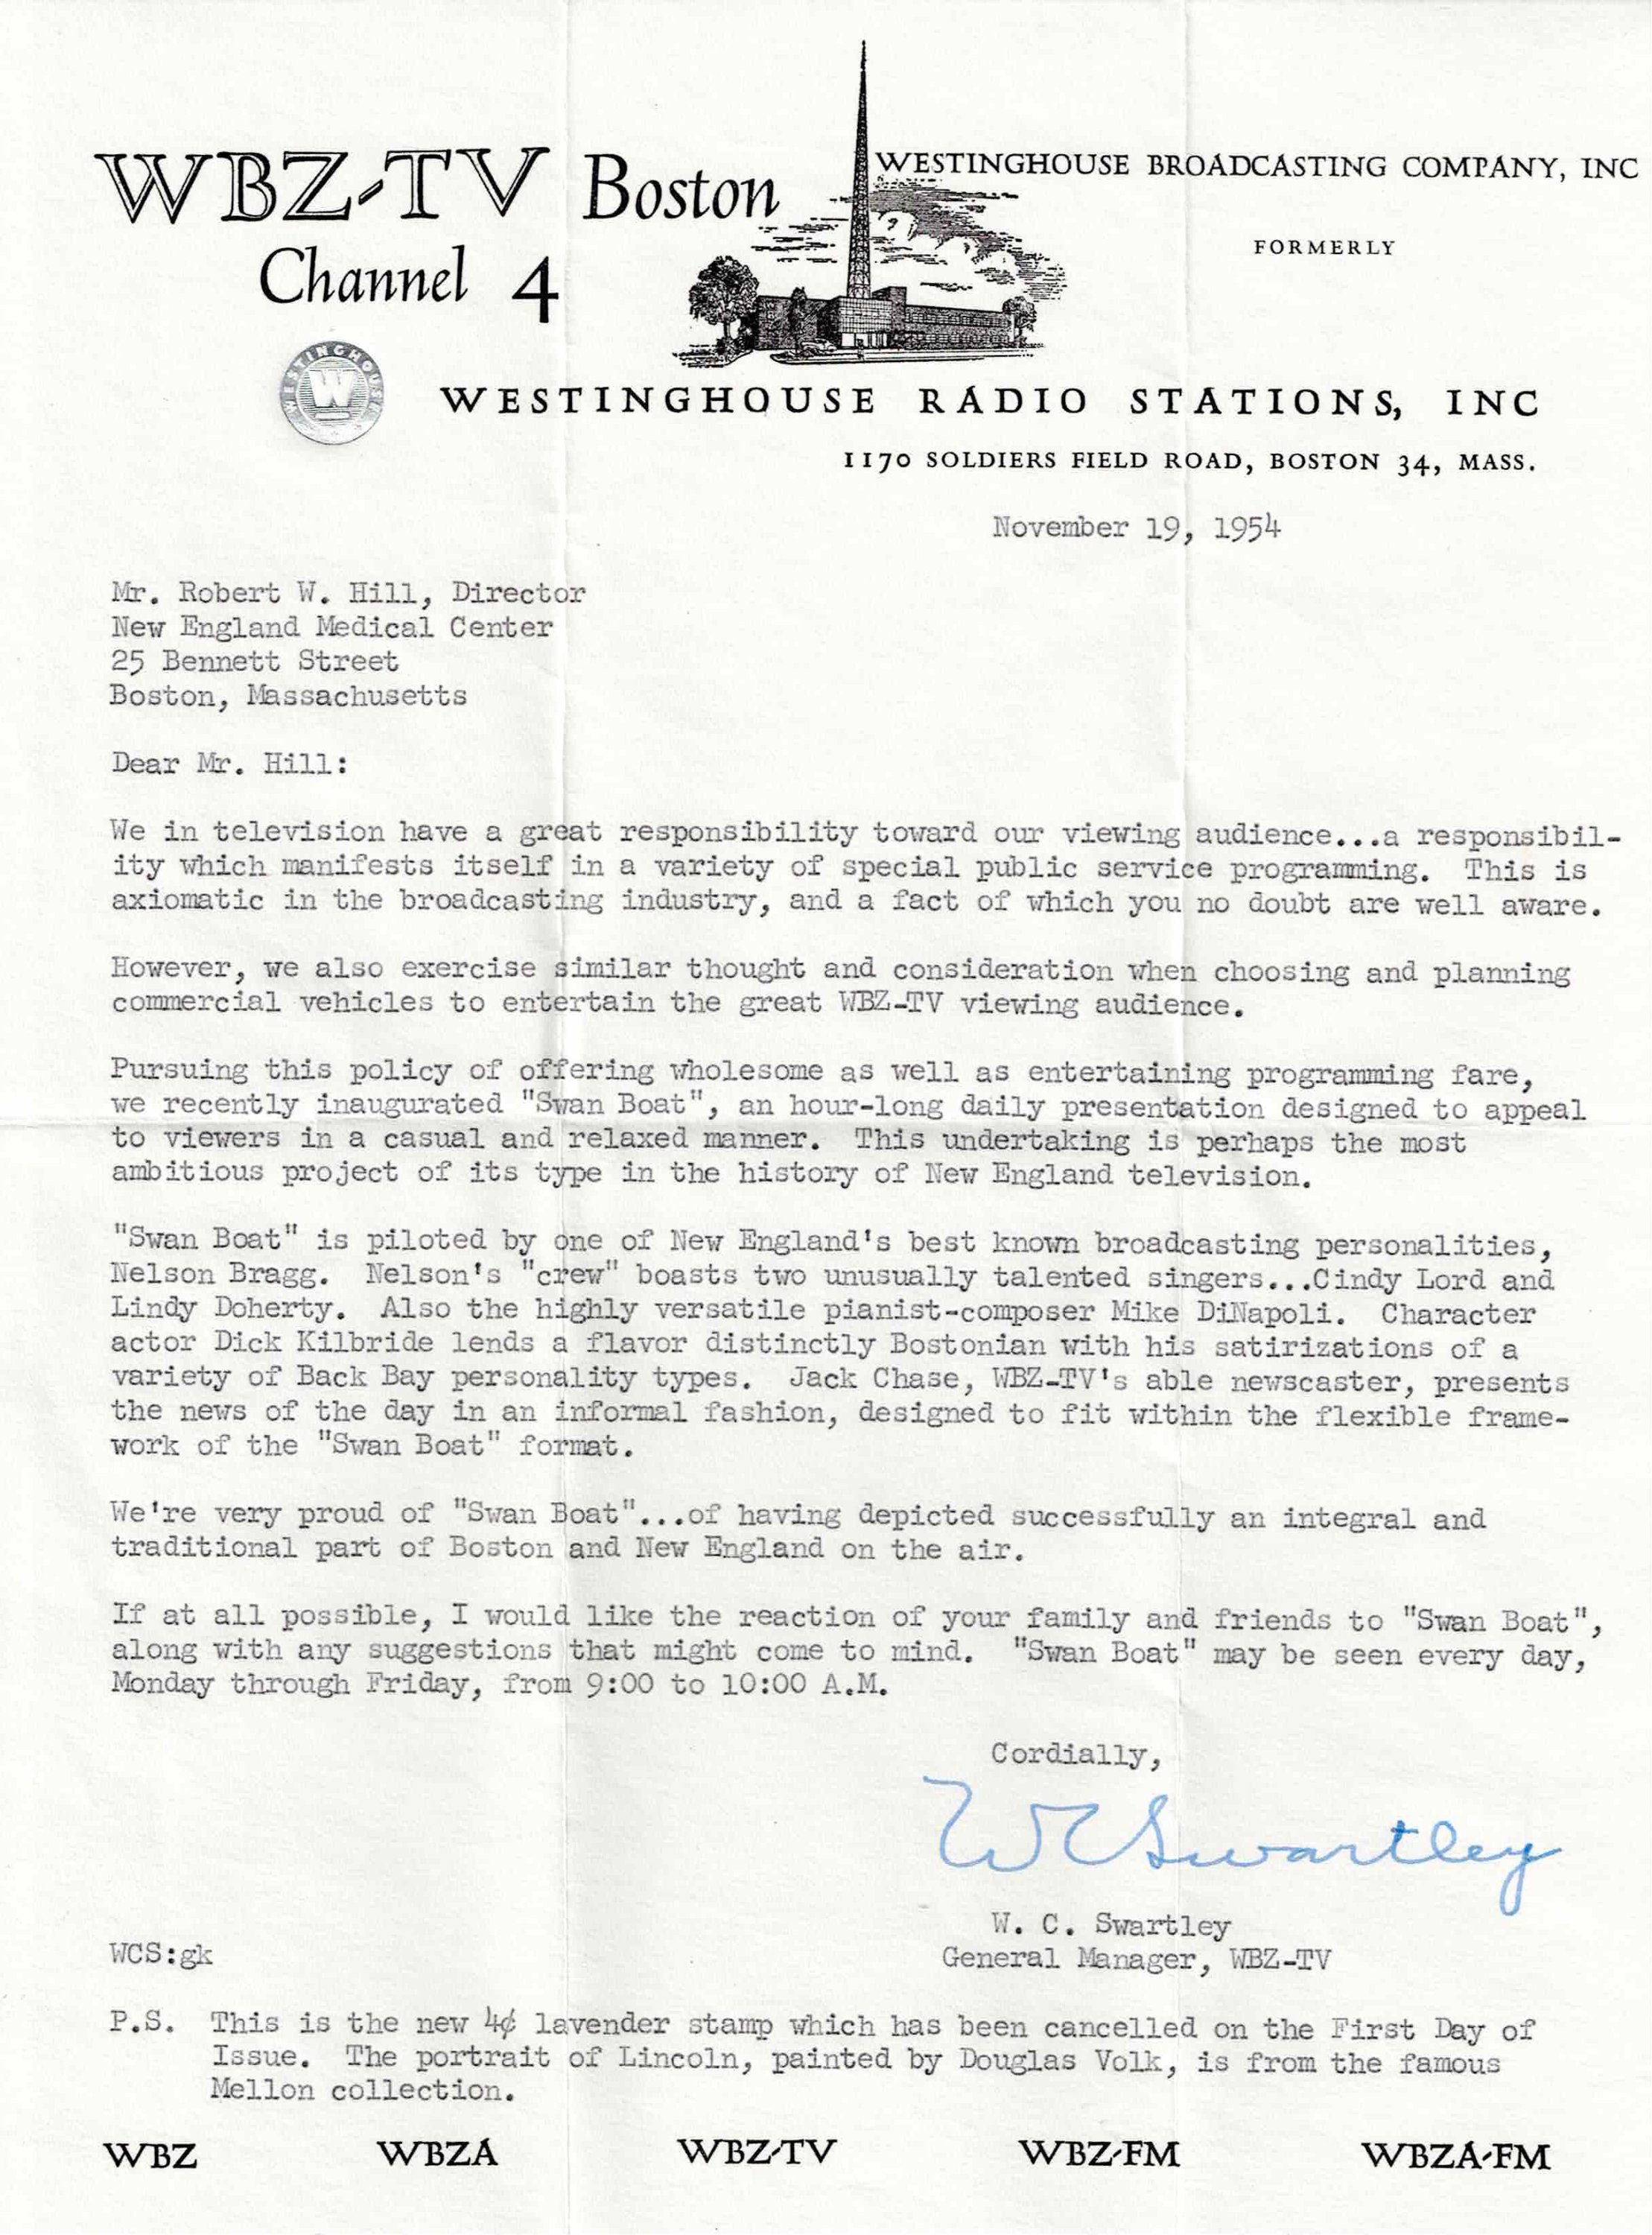 WBZ-TV Boston
Channel 4
WESTINGHOUSE BROADCASTING COMPANY, INC
FORMERLY
WESTINGHOUSE
W
WESTINGHOUSE RADIO STATIONS, INC
1170 SOLDIERS FIELD ROAD, BOSTON 34, MASS.
November 19, 1954
Mr. Robert W. Hill, Director
New England Medical Center
25 Bennett Street
Boston, Massachusetts
Dear Mr. Hill:
We in television have a great responsibility toward our viewing audience...a responsibil-
ity which manifests itself in a variety of special public service programming. This is
axiomatic in the broadcasting industry, and a fact of which you no doubt are well aware.
However, we also exercise similar thought and consideration when choosing and planning
commercial vehicles to entertain the great WBZ-TV viewing audience.
Pursuing this policy of offering wholesome as well as entertaining programming fare,
we recently inaugurated "Swan Boat", an hour-long daily presentation designed to appeal
to viewers in a casual and relaxed manner. This undertaking is perhaps the most
ambitious project of its type in the history of New England television.
"Swan Boat" is piloted by one of New England's best known broadcasting personalities,
Nelson Bragg. Nelson's "crew" boasts two unusually talented singers...Cindy Lord and
Lindy Doherty. Also the highly versatile pianist-composer Mike DiNapoli. Character
actor Dick Kilbride lends a flavor distinctly Bostonian with his satirizations of a
variety of Back Bay personality types. Jack Chase, WBZ-TV's able newscaster, presents
the news of the day in an informal fashion, designed to fit within the flexible frame-
work of the "Swan Boat" format.
We're very proud of "Swan Boat"...of having depicted successfully an integral and
traditional part of Boston and New England on the air.
If at all possible, I would like the reaction of your family and friends to "Swan Boat",
along with any suggestions that might come to mind. "Swan Boat" may be seen every day,
Monday through Friday, from 9:00 to 10:00 A.M.
Cordially,
WCSwartley
W. C. Swartley
General Manager, WBZ-TV
WCS:gk
P.S. This is the new 4¢ lavender stamp which has been cancelled on the First Day of
Issue. The portrait of Lincoln, painted by Douglas Volk, is from the famous
Mellon collection.
WBZ WBZA WBZ-TV WBZ-FM WBZA-FM